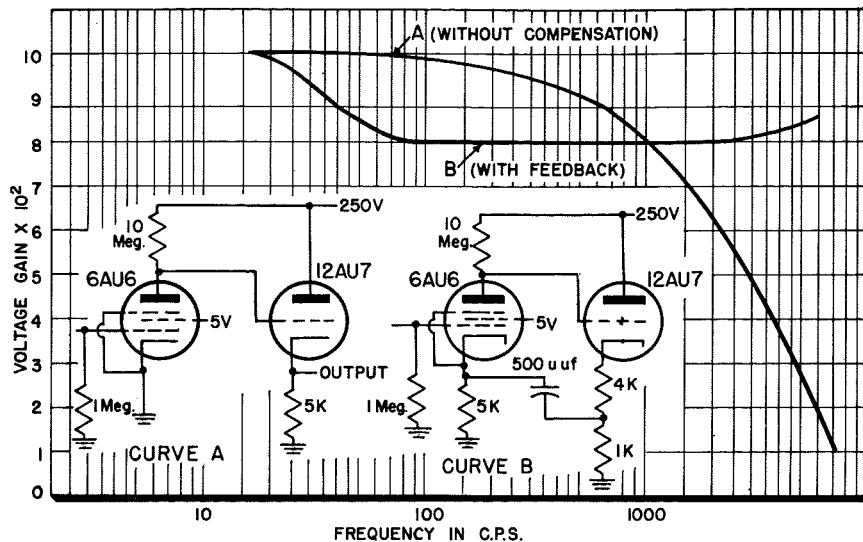 A (WITHOUT COMPENSATION)
B (WITH FEEDBACK)
VOLTAGE GAIN X 10²
10
9
8
7
6
5
4
3
2
1
0
10 Meg.
250V
6AU6
12AU7
5V
OUTPUT
1 Meg.
5K
CURVE A
10 Meg.
250V
6AU6
12AU7
5V
500 u uf
4K
1 Meg.
5K
1K
CURVE B
10
100
1000
FREQUENCY IN C.P.S.